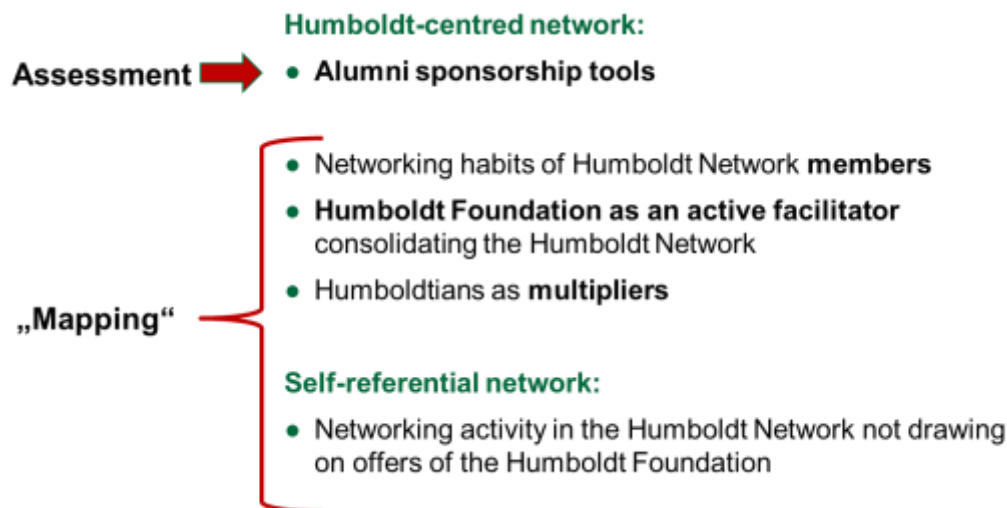 Humboldt-centred network:
Assessment
• Alumni sponsorship tools
• Networking habits of Humboldt Network members
• Humboldt Foundation as an active facilitator
consolidating the Humboldt Network
• Humboldtians as multipliers
„Mapping“
Self-referential network:
• Networking activity in the Humboldt Network not drawing
on offers of the Humboldt Foundation